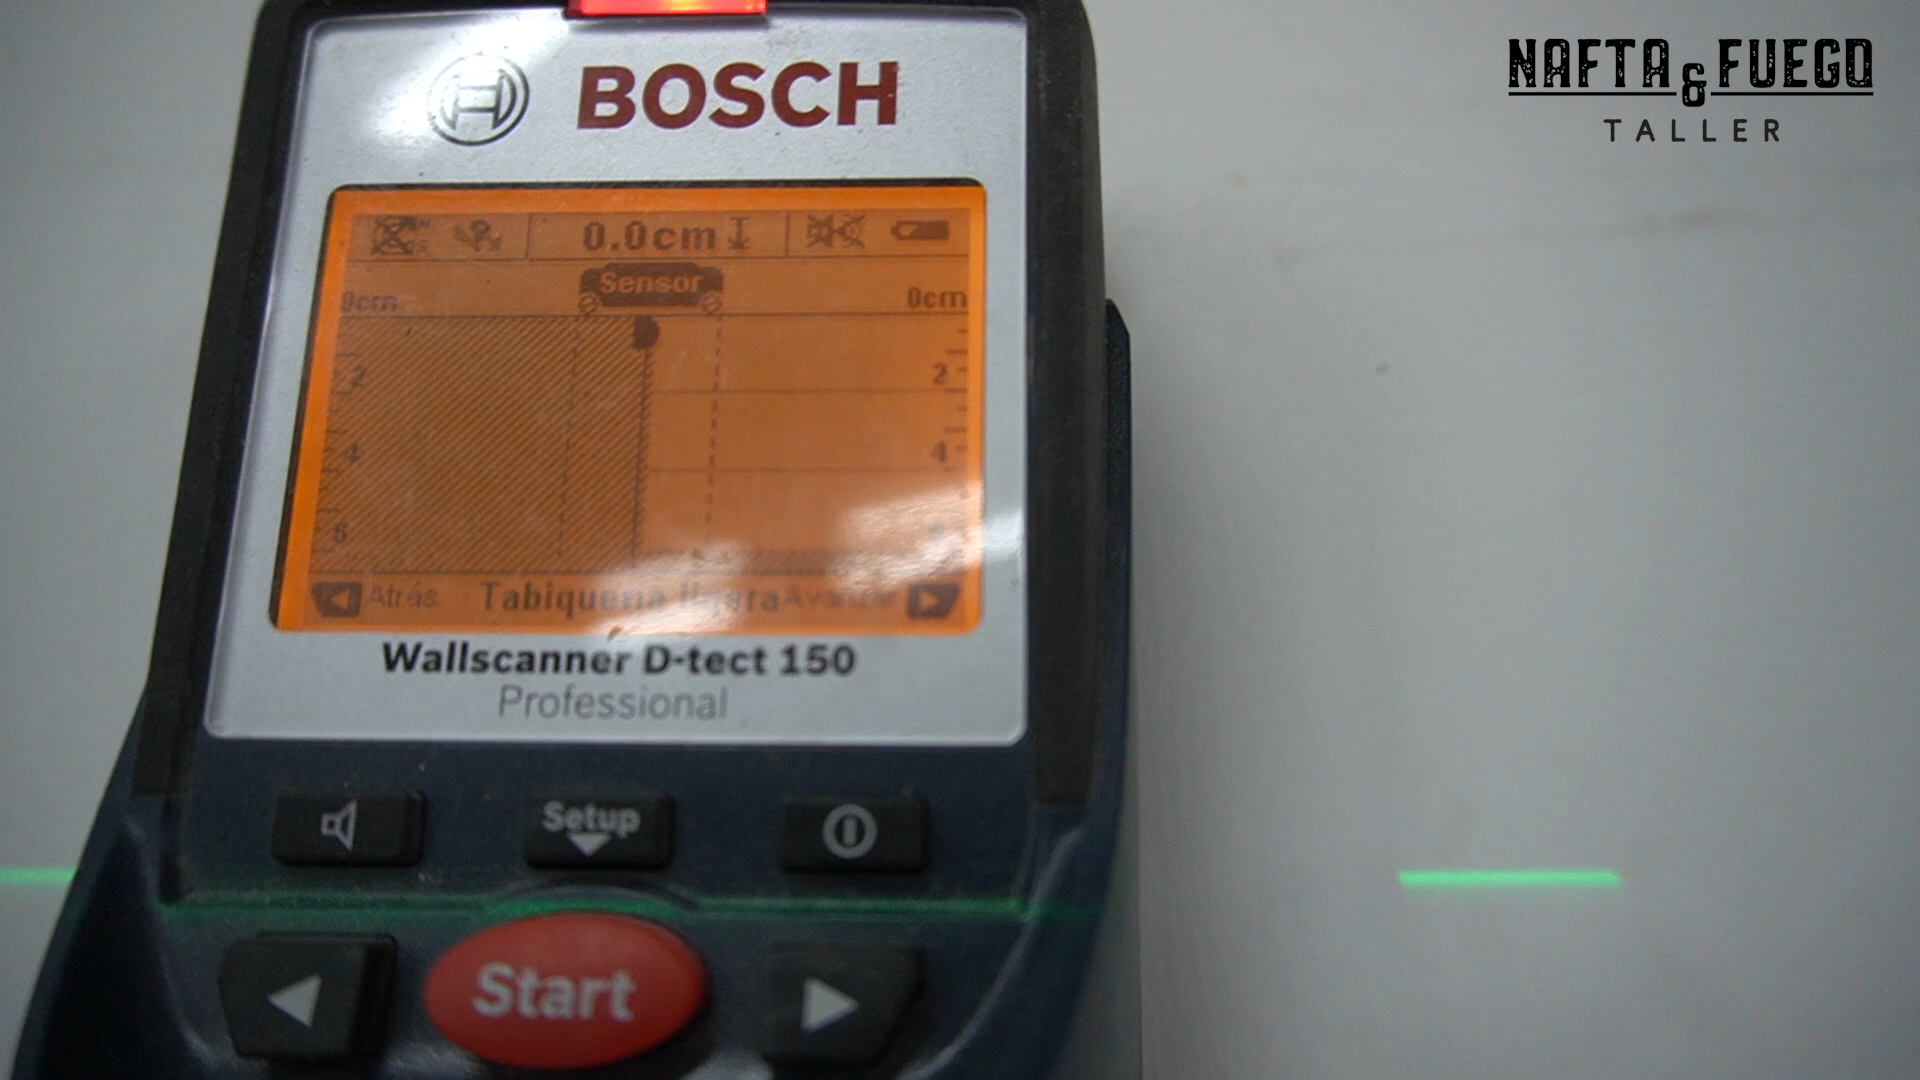 NAFTA & FUEGO
TALLER
BOSCH
0.0cm
Sensor
0cm
0cm
2
2
4
4
6
Atrás Tabiquería ligera Avanzar
Wallscanner D-tect 150
Professional
Setup
Start